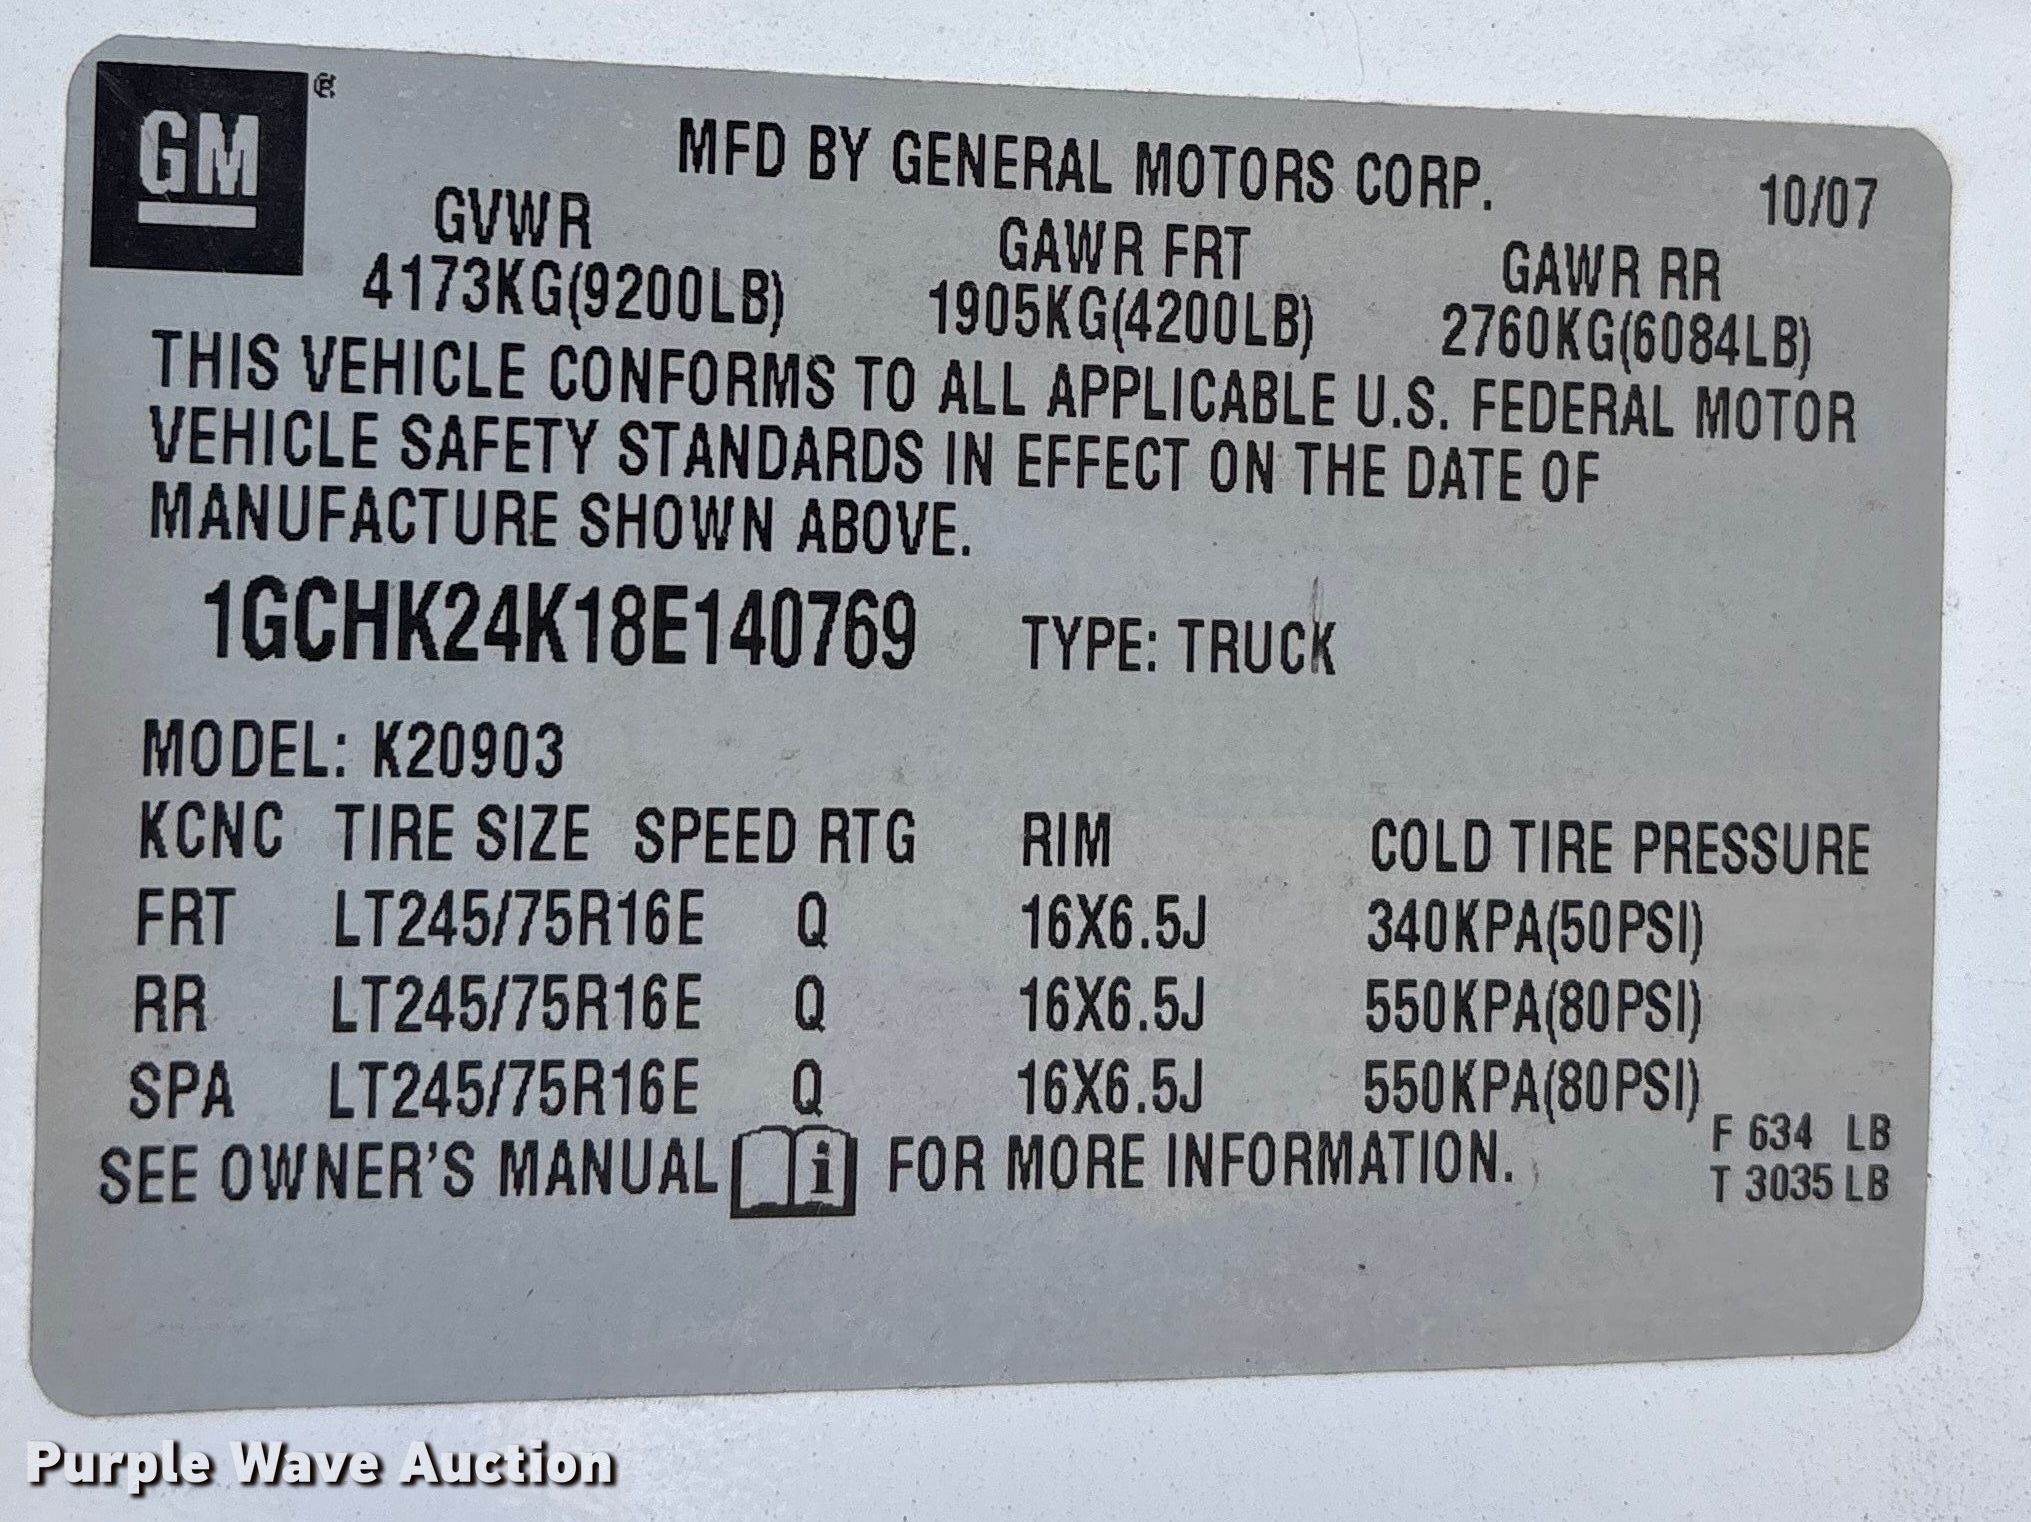 GM
MFD BY GENERAL MOTORS CORP.
10/07
GVWR GAWR FRT GAWR RR
4173KG(9200LB) 1905KG(4200LB) 2760KG(6084LB)
THIS VEHICLE CONFORMS TO ALL APPLICABLE U.S. FEDERAL MOTOR
VEHICLE SAFETY STANDARDS IN EFFECT ON THE DATE OF
MANUFACTURE SHOWN ABOVE.
1GCHK24K18E140769 TYPE: TRUCK
MODEL: K20903
KCNC TIRE SIZE SPEED RTG RIM COLD TIRE PRESSURE
FRT LT245/75R16E Q 16X6.5J 340KPA(50PSI)
RR LT245/75R16E Q 16X6.5J 550KPA(80PSI)
SPA LT245/75R16E Q 16X6.5J 550KPA(80PSI)
SEE OWNER'S MANUAL i FOR MORE INFORMATION.
F 634 LB
T 3035 LB
Purple Wave Auction